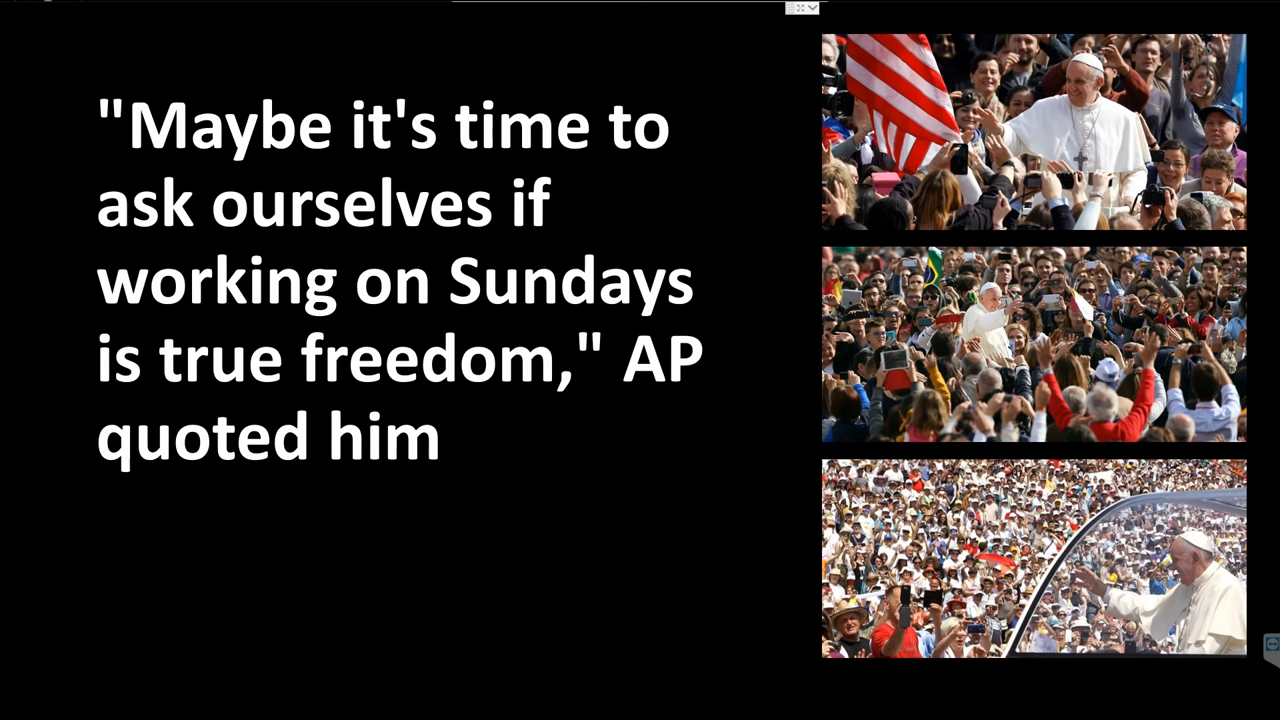 "Maybe it's time to
ask ourselves if
working on Sundays
is true freedom," AP
quoted him